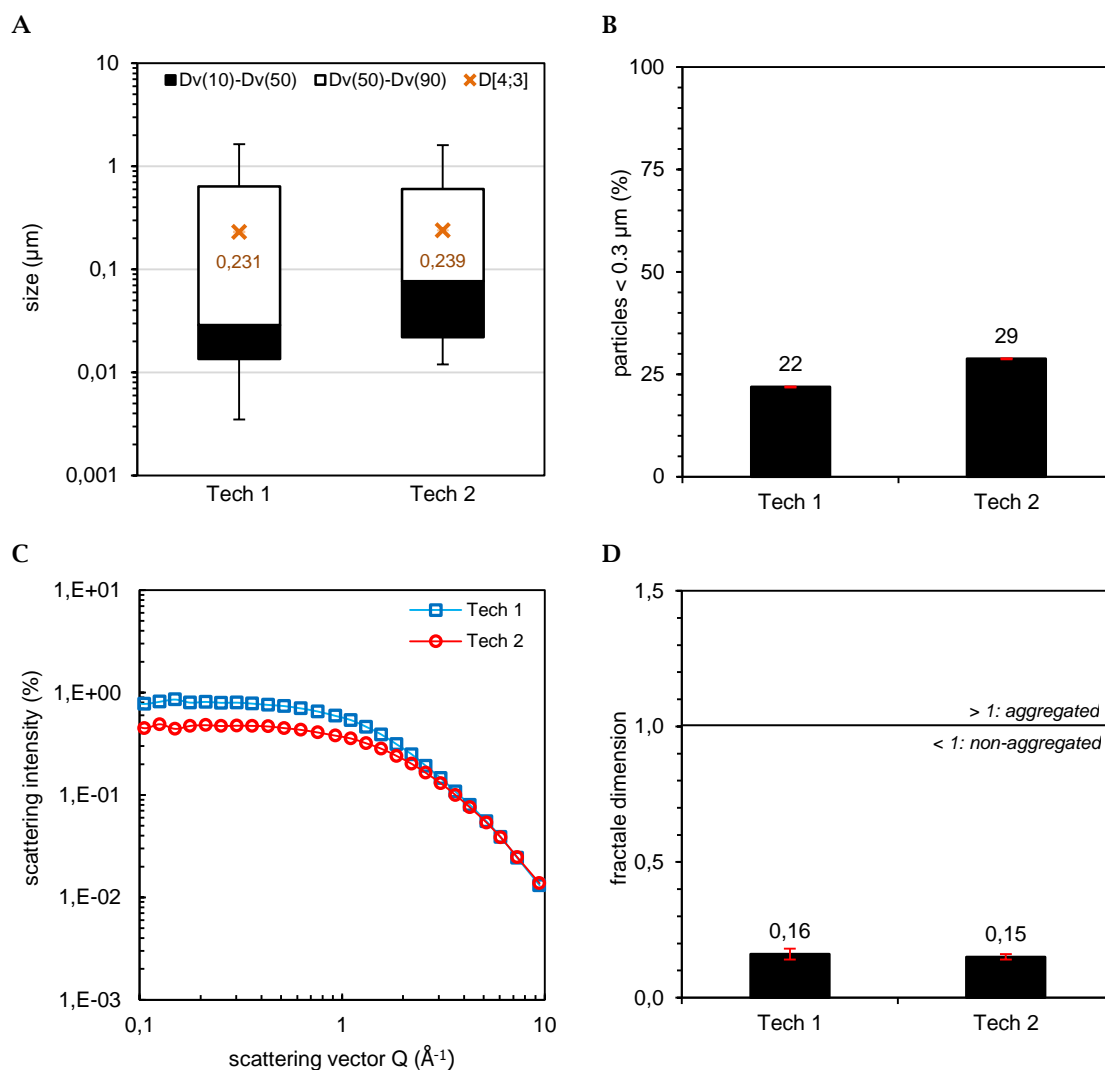 A
10
Dv(10)-Dv(50) Dv(50)-Dv(90) D[4;3]
1
0,1
0,01
0,001
size (µm)
0,231
0,239
Tech 1 Tech 2
B
100
75
50
25
0
particles < 0.3 µm (%)
22
29
Tech 1 Tech 2
C
1,E+01
1,E+00
1,E-01
1,E-02
1,E-03
scattering intensity (%)
Tech 1
Tech 2
0,1 1 10
scattering vector Q (Å-1)
D
1,5
1,0
0,5
0,0
fractale dimension
> 1: aggregated
< 1: non-aggregated
0,16
0,15
Tech 1 Tech 2